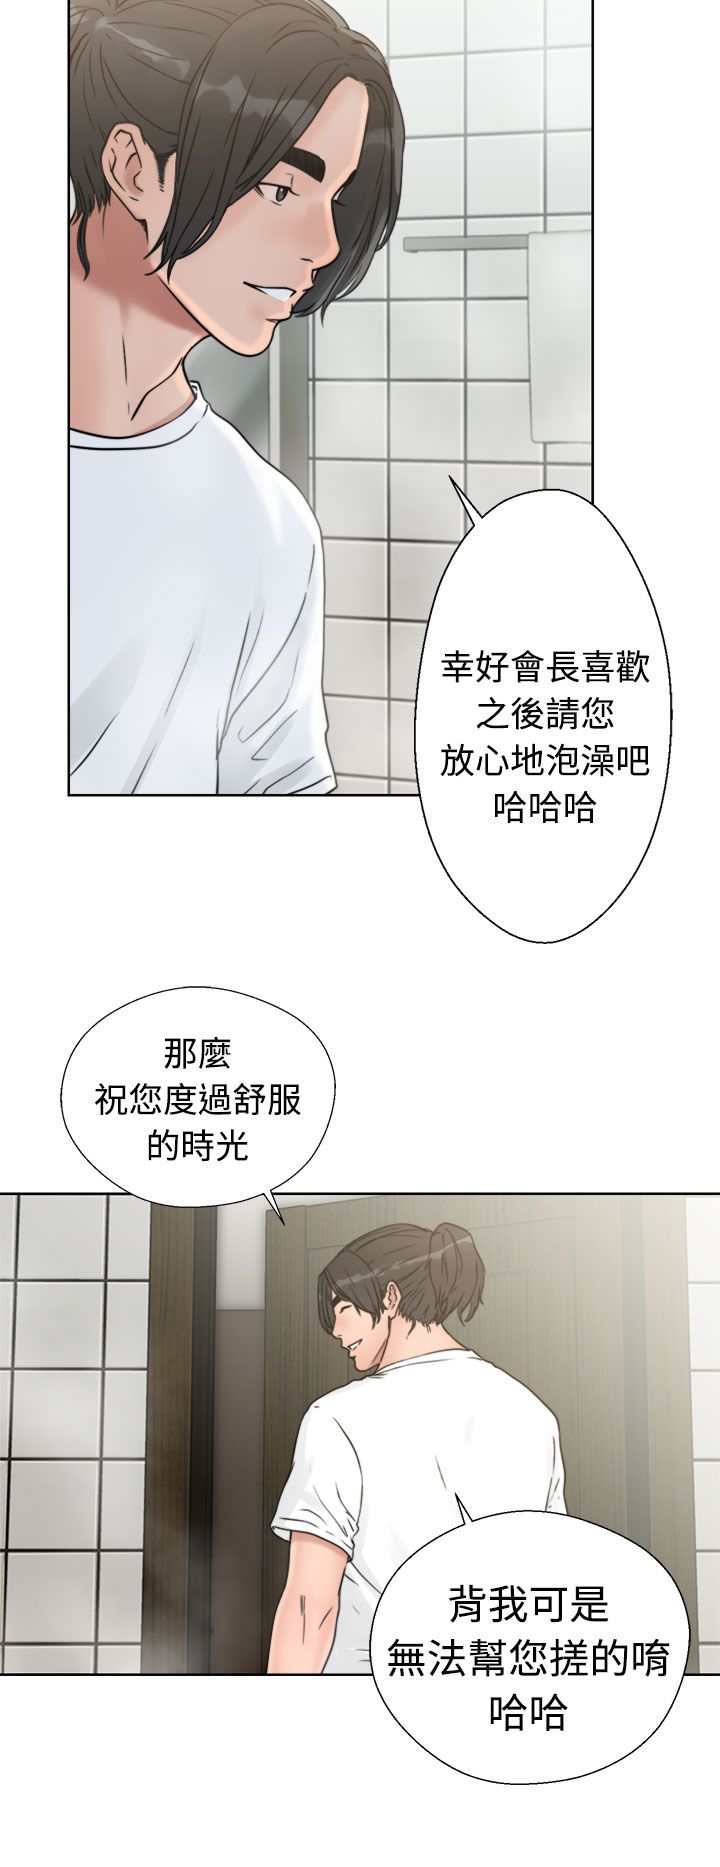 幸好會長喜歡
之後請您
放心地泡澡吧
哈哈哈
那麼
祝您度過舒服
的時光
背我可是
無法幫您搓的唷
哈哈